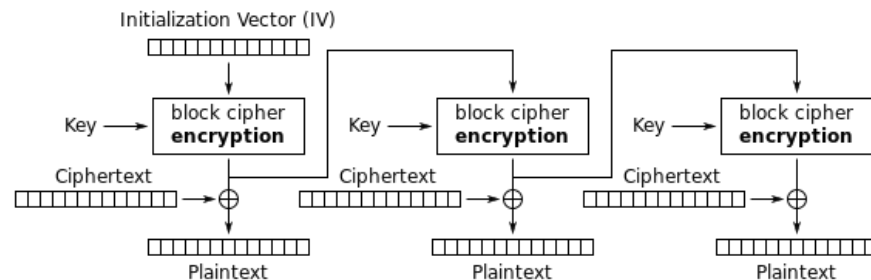 Initialization Vector (IV)
Key
block cipher
encryption
Key
block cipher
encryption
Key
block cipher
encryption
Ciphertext
Ciphertext
Ciphertext
Plaintext
Plaintext
Plaintext